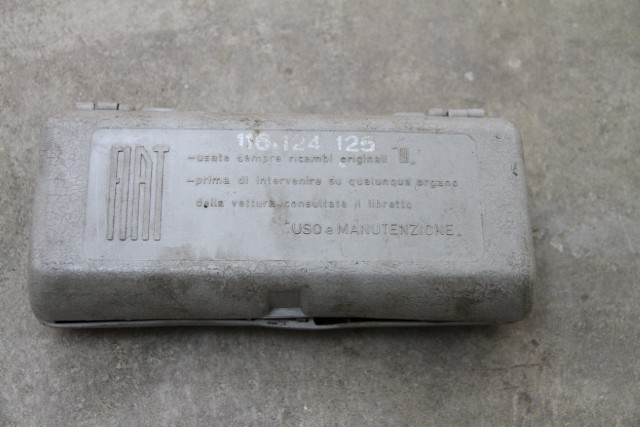 FIAT
116.124 125
-usate sempre ricambi originali
-prima di intervenire su qualunque organo
della vettura consultate il libretto
"USO e MANUTENZIONE"